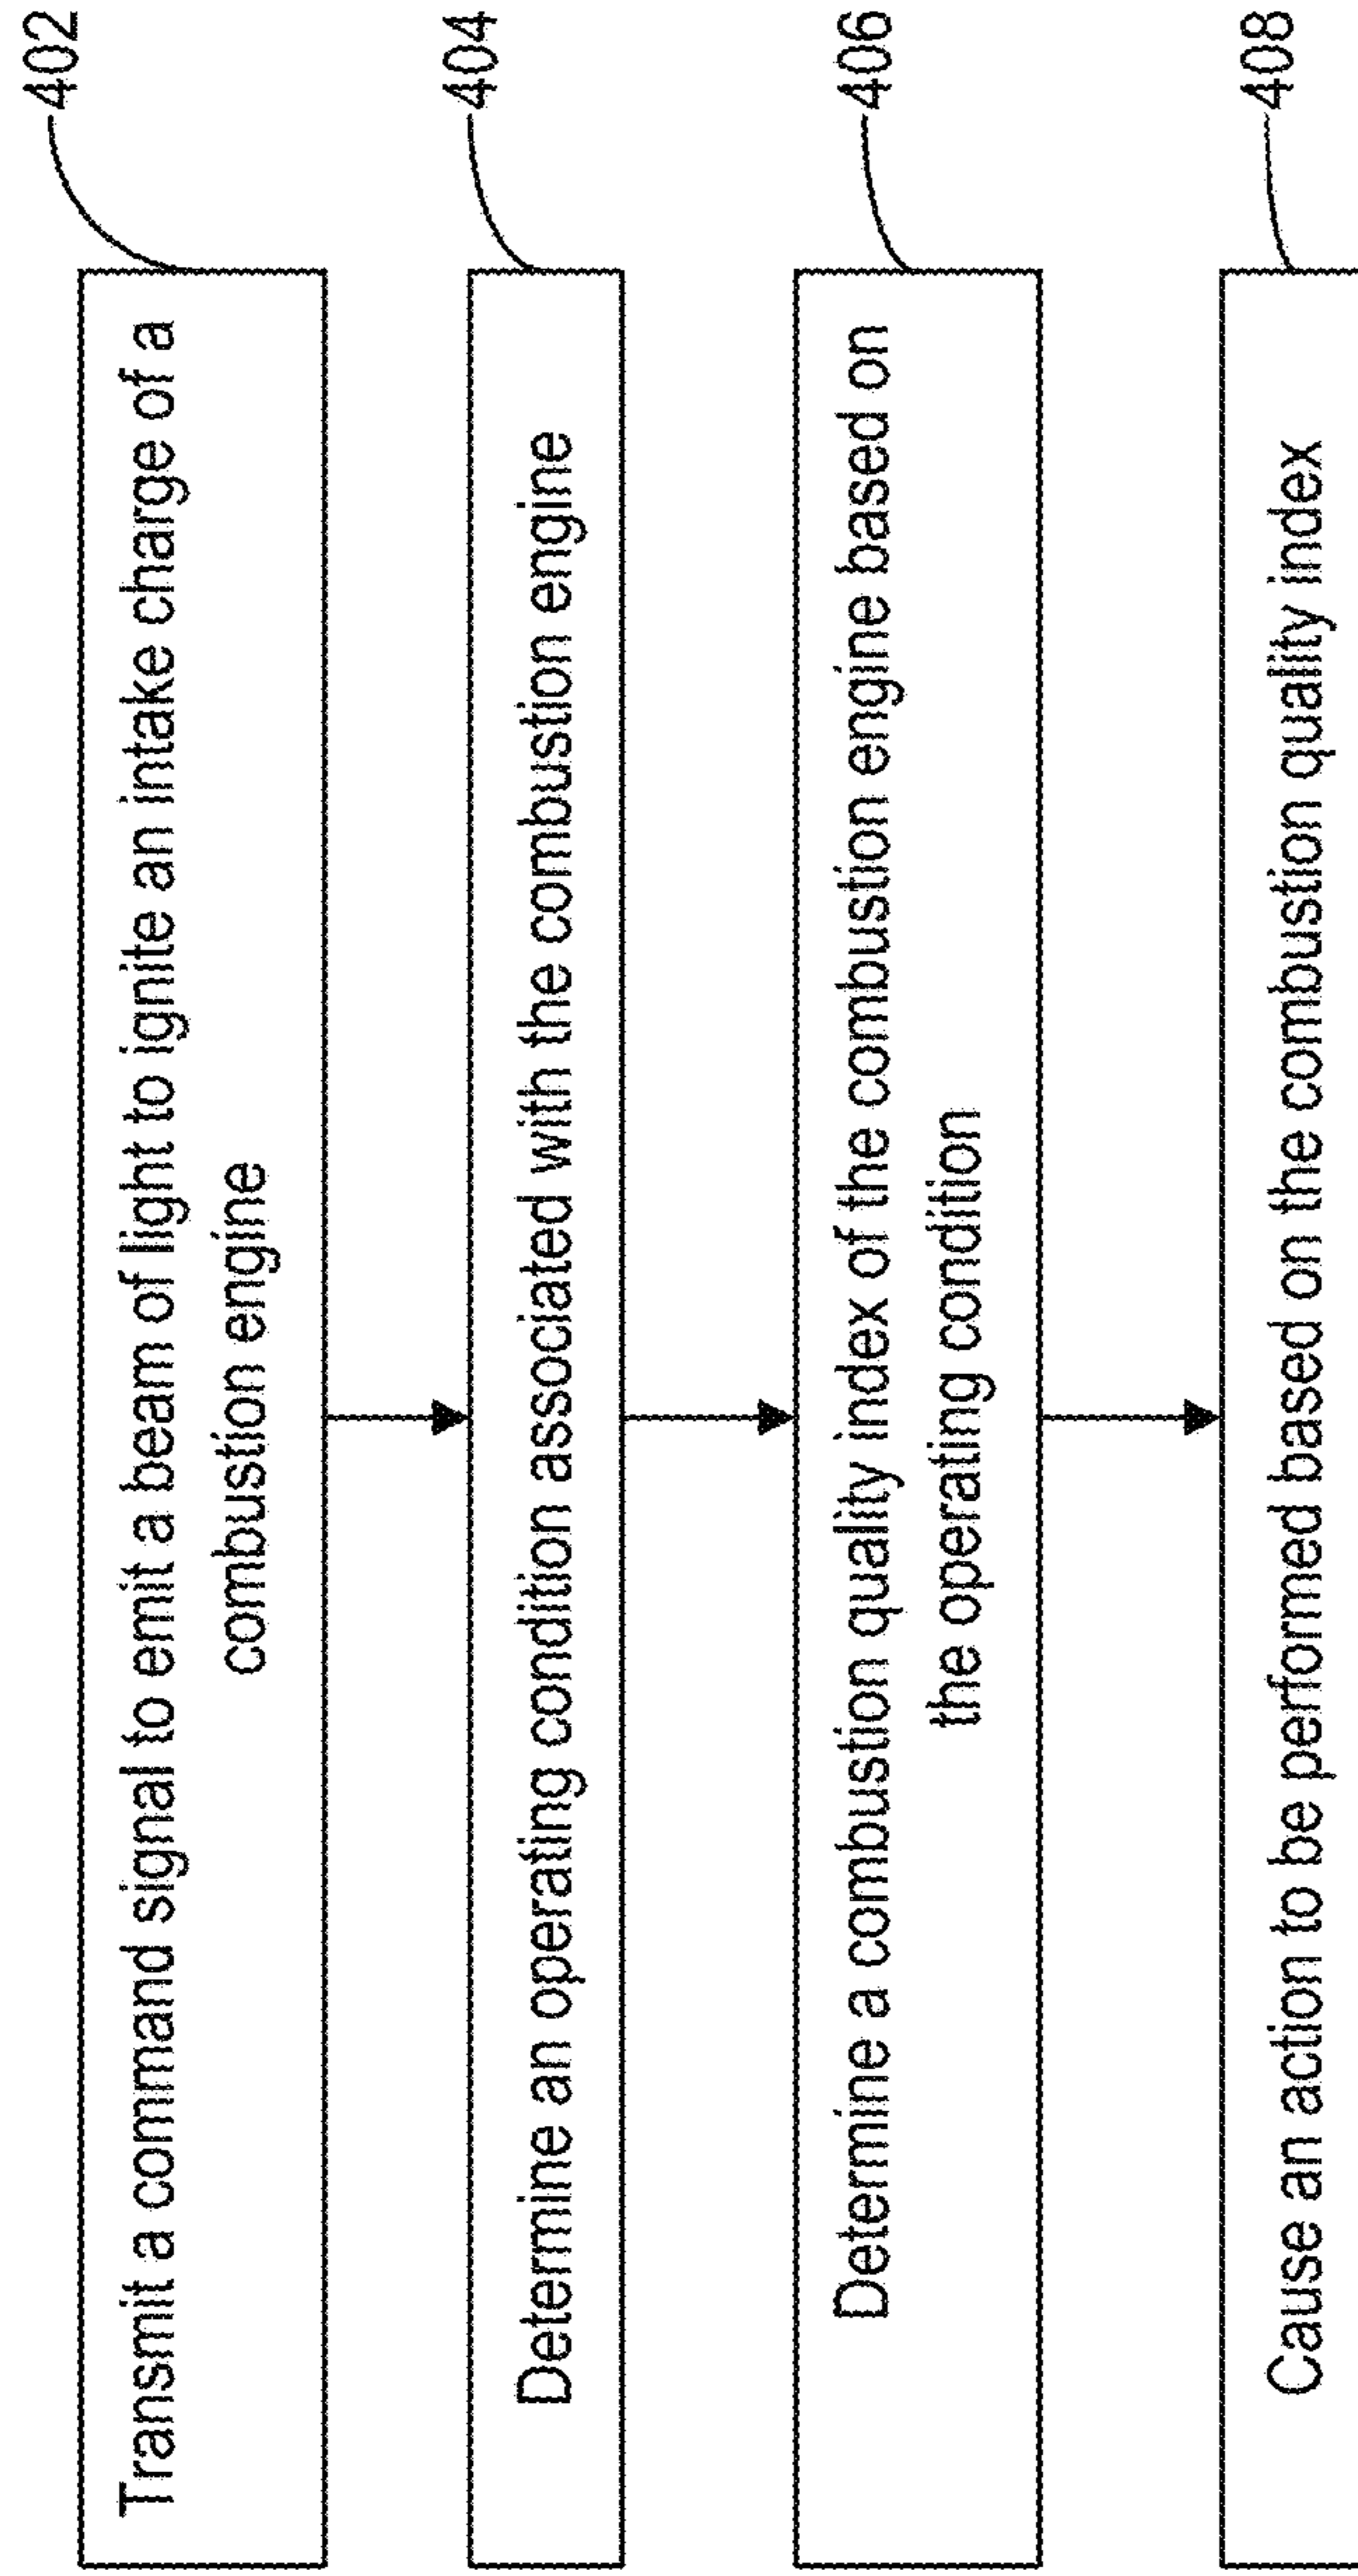 Transmit a command signal to emit a beam of light to ignite an intake charge of a
combustion engine
402
Determine an operating condition associated with the combustion engine
404
Determine a combustion quality index of the combustion engine based on
the operating condition
406
Cause an action to be performed based on the combustion quality index
408